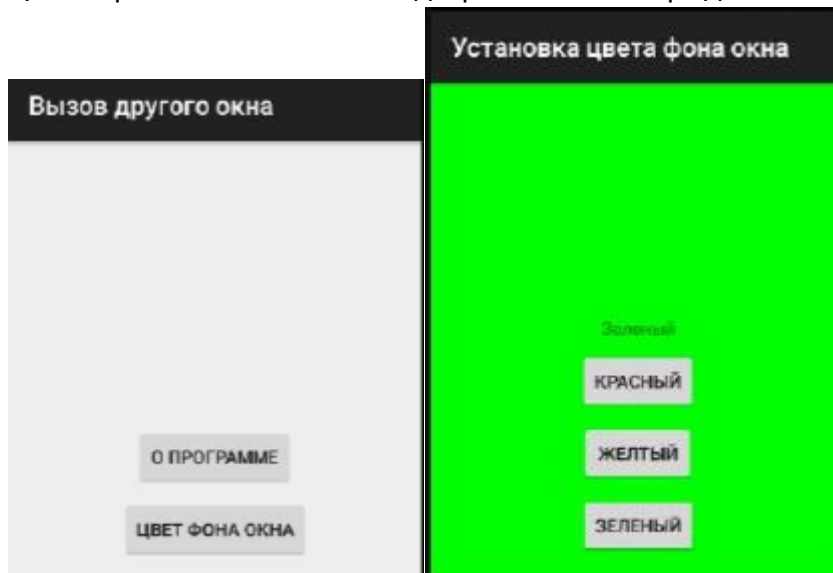 Вызов другого окна
О ПРОГРАММЕ
ЦВЕТ ФОНА ОКНА
Установка цвета фона окна
Зеленый
КРАСНЫЙ
ЖЕЛТЫЙ
ЗЕЛЕНЫЙ